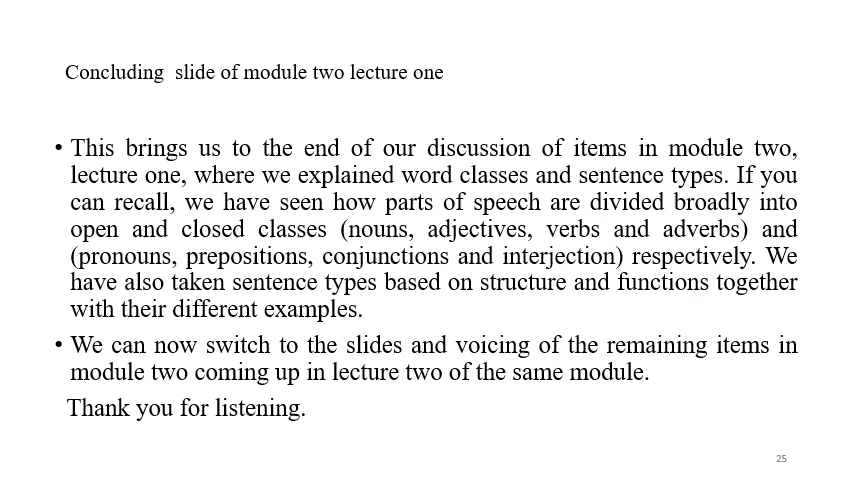 Concluding  slide of module two lecture one
• This brings us to the end of our discussion of items in module two,
lecture one, where we explained word classes and sentence types. If you
can recall, we have seen how parts of speech are divided broadly into
open and closed classes (nouns, adjectives, verbs and adverbs) and
(pronouns, prepositions, conjunctions and interjection) respectively. We
have also taken sentence types based on structure and functions together
with their different examples.
• We can now switch to the slides and voicing of the remaining items in
module two coming up in lecture two of the same module.
Thank you for listening.
25